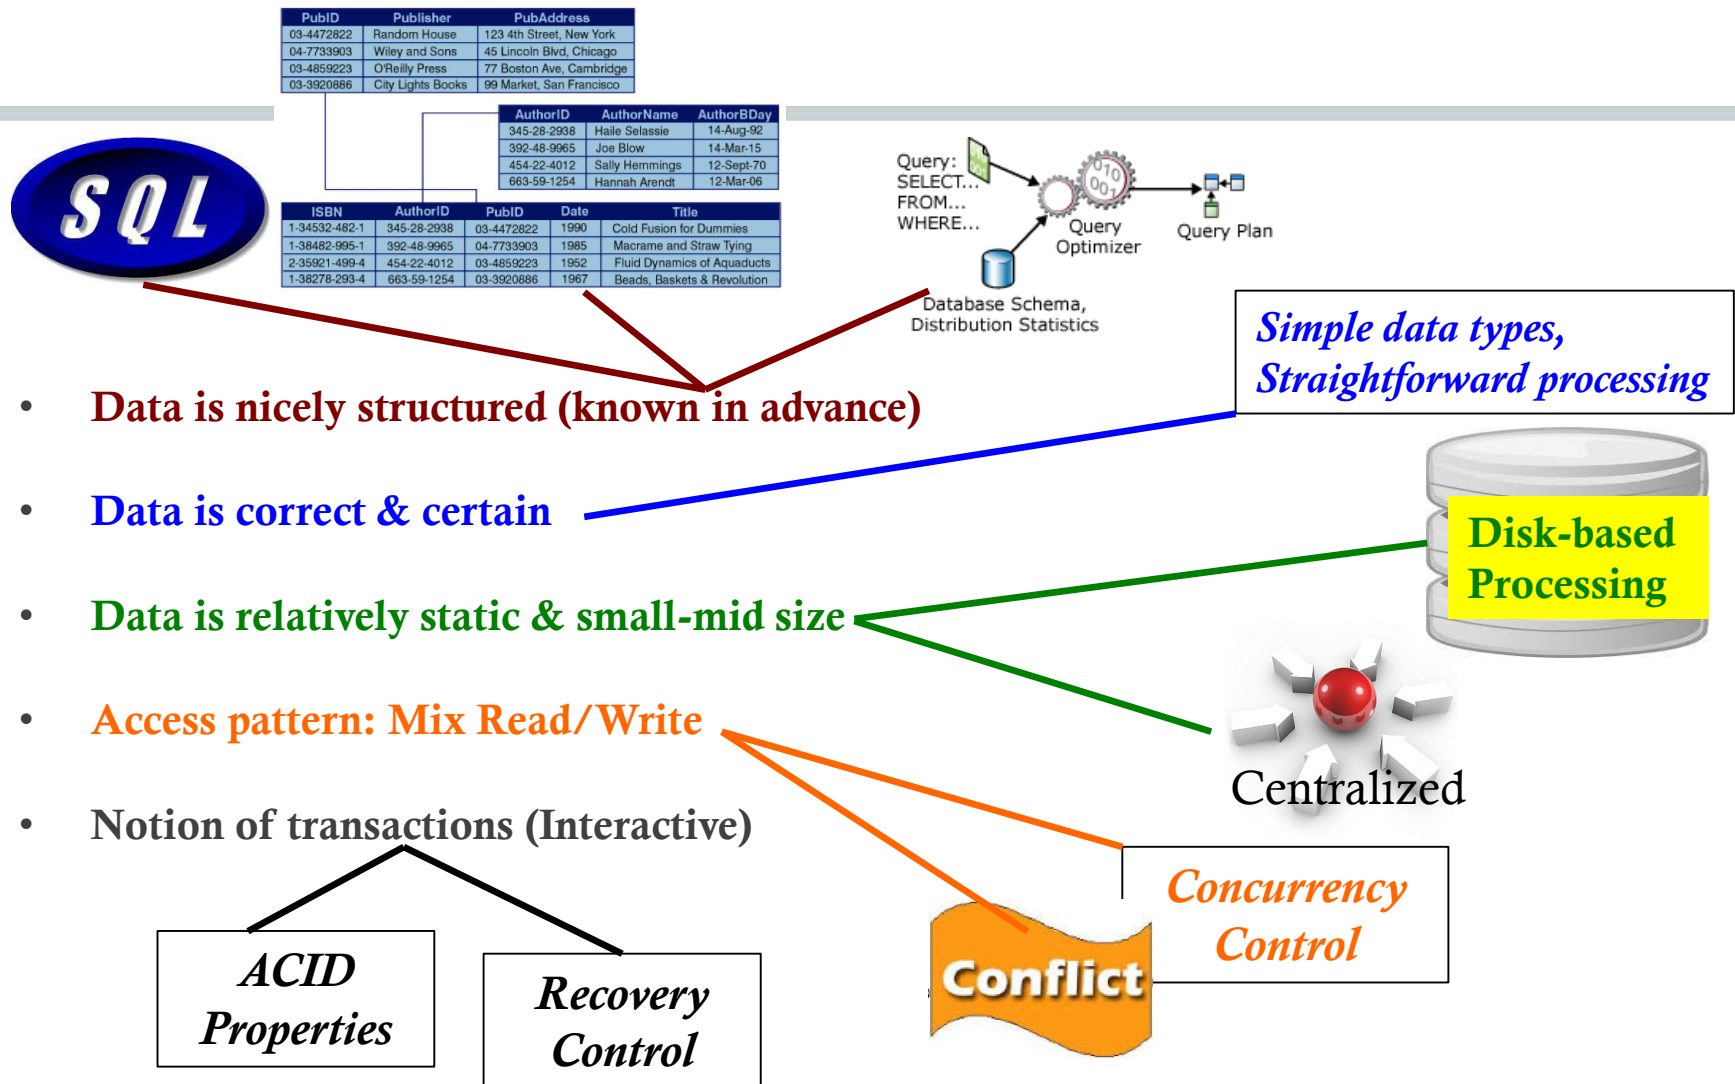 PubID Publisher PubAddress
03-4472822 Random House 123 4th Street, New York
04-7733903 Wiley and Sons 45 Lincoln Blvd, Chicago
03-4859223 O'Reilly Press 77 Boston Ave, Cambridge
03-3920886 City Lights Books 99 Market, San Francisco
AuthorID AuthorName AuthorBDay
345-28-2938 Haile Selassie 14-Aug-92
392-48-9965 Joe Blow 14-Mar-15
454-22-4012 Sally Hemmings 12-Sept-70
663-59-1254 Hannah Arendt 12-Mar-06
SQL
ISBN AuthorID PubID Date Title
1-34532-482-1 345-28-2938 03-4472822 1990 Cold Fusion for Dummies
1-38482-995-1 392-48-9965 04-7733903 1985 Macrame and Straw Tying
2-35921-499-4 454-22-4012 03-4859223 1952 Fluid Dynamics of Aquaducts
1-38278-293-4 663-59-1254 03-3920886 1967 Beads, Baskets & Revolution
Query:
SELECT...
FROM...
WHERE...
010
001
Query
Optimizer
Query Plan
Database Schema,
Distribution Statistics
Simple data types,
Straightforward processing
• Data is nicely structured (known in advance)
• Data is correct & certain
Disk-based
Processing
• Data is relatively static & small-mid size
• Access pattern: Mix Read/Write
Centralized
• Notion of transactions (Interactive)
Concurrency
Control
Conflict
ACID
Properties
Recovery
Control